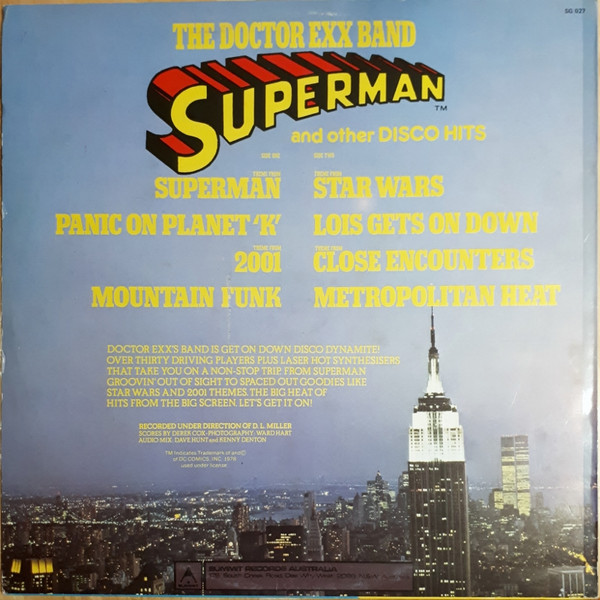 SG 027
THE DOCTOR EXX BAND
SUPERMAN
TM
and other DISCO HITS
SIDE ONE
SIDE TWO
THEME FROM
SUPERMAN
THEME FROM
STAR WARS
PANIC ON PLANET 'K'
LOIS GETS ON DOWN
THEME FROM
2001
THEME FROM
CLOSE ENCOUNTERS
MOUNTAIN FUNK
METROPOLITAN HEAT
DOCTOR EXX'S BAND IS GET ON DOWN DISCO DYNAMITE!
OVER THIRTY DRIVING PLAYERS PLUS LASER HOT SYNTHESISERS
THAT TAKE YOU ON A NON-STOP TRIP FROM SUPERMAN
GROOVIN' OUT OF SIGHT TO SPACED OUT GOODIES LIKE
STAR WARS AND 2001 THEMES. THE BIG HEAT OF
HITS FROM THE BIG SCREEN. LET'S GET IT ON!
RECORDED UNDER DIRECTION OF D. L. MILLER
SCORES BY DEREK COX · PHOTOGRAPHY: WARD HART
AUDIO MIX: DAVE HUNT and KENNY DENTON
TM Indicates Trademark of and ©
of DC COMICS, INC. 1978
used under license
SUMMIT RECORDS AUSTRALIA